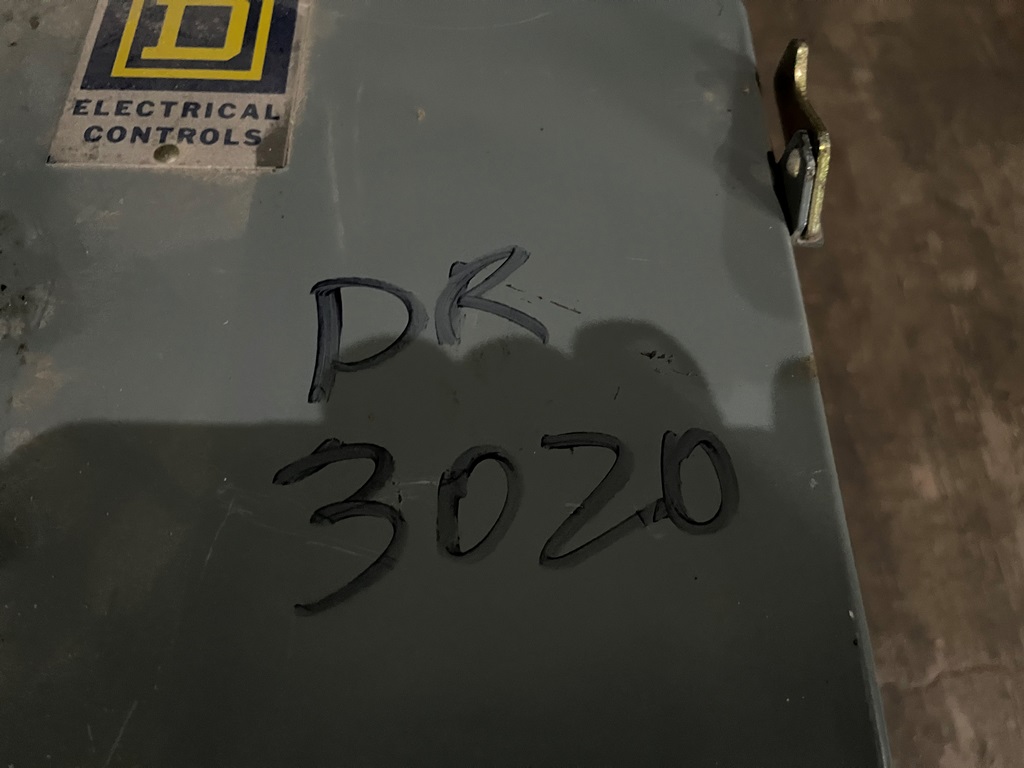 D
ELECTRICAL
CONTROLS
DR
3020